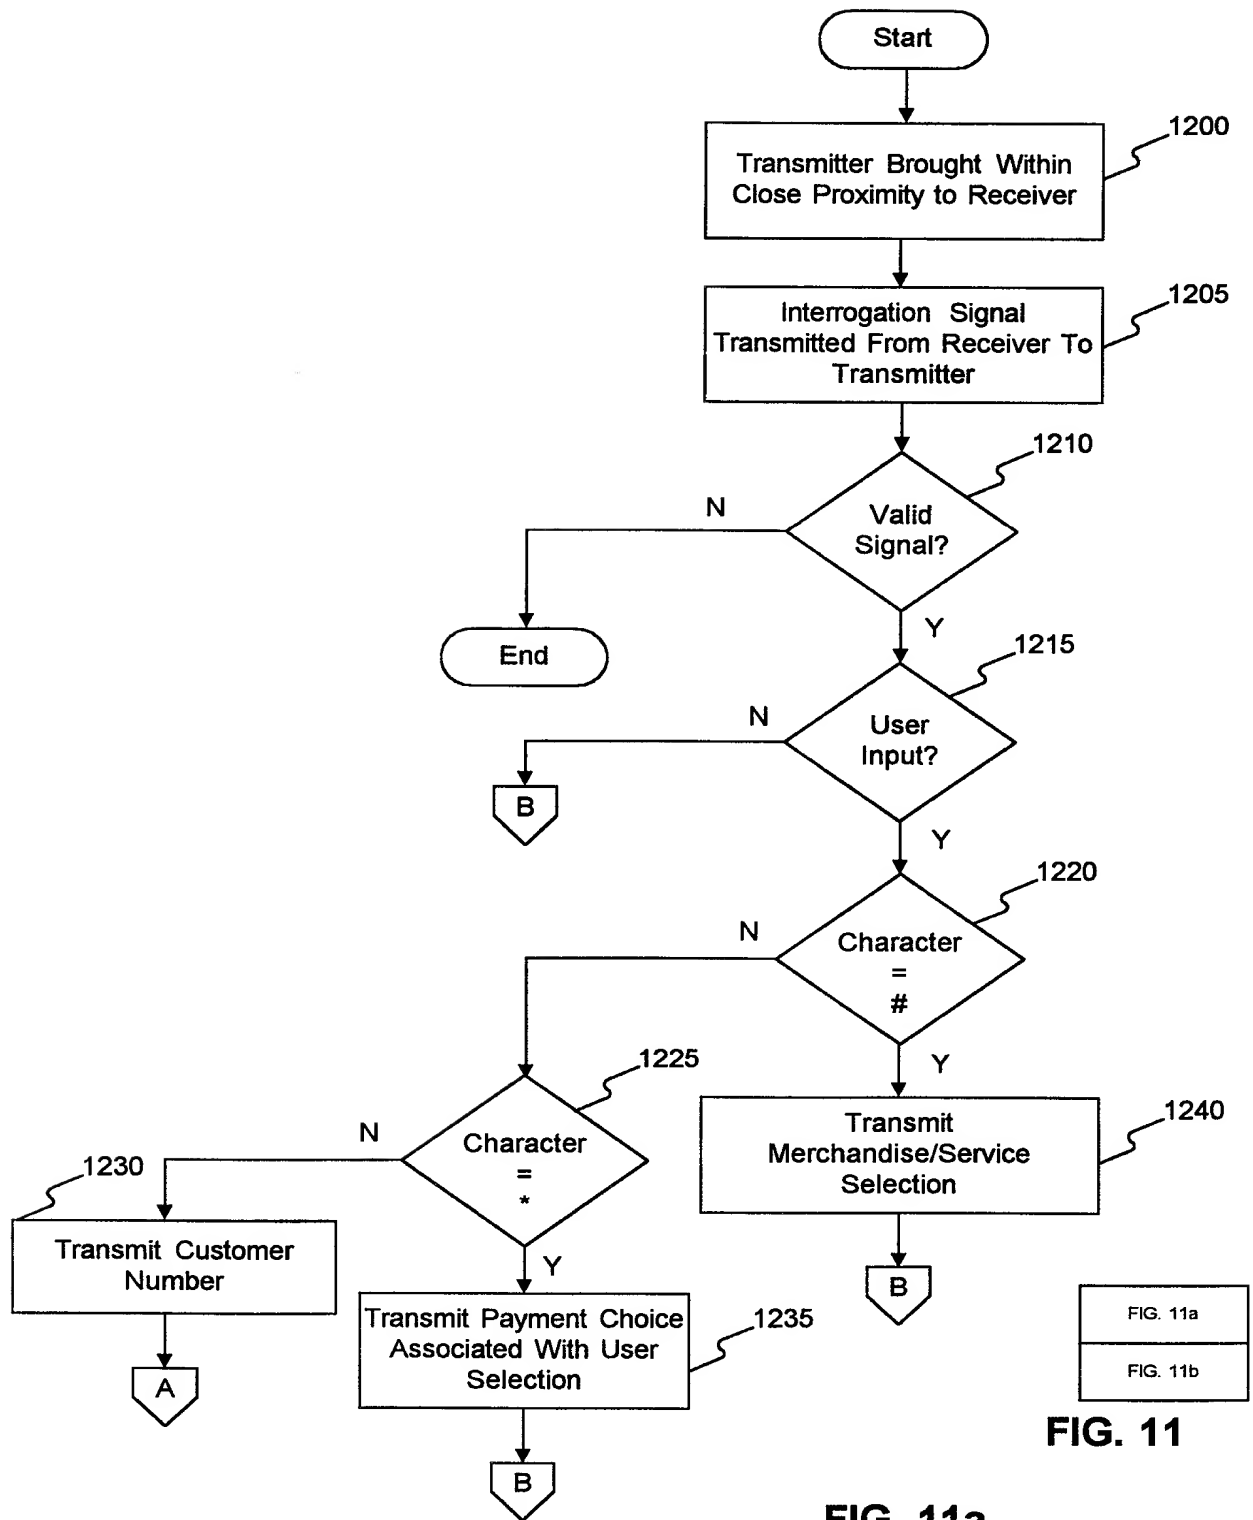 Start
1200
Transmitter Brought Within
Close Proximity to Receiver
1205
Interrogation Signal
Transmitted From Receiver To
Transmitter
1210
N
Valid
Signal?
Y
End
1215
N
User
Input?
B
Y
1220
N
Character
=
#
Y
1225
N
Character
=
*
1240
Transmit
Merchandise/Service
Selection
1230
Transmit Customer
Number
Y
B
1235
Transmit Payment Choice
Associated With User
Selection
A
B
FIG. 11a
FIG. 11b
FIG. 11
FIG. 11a